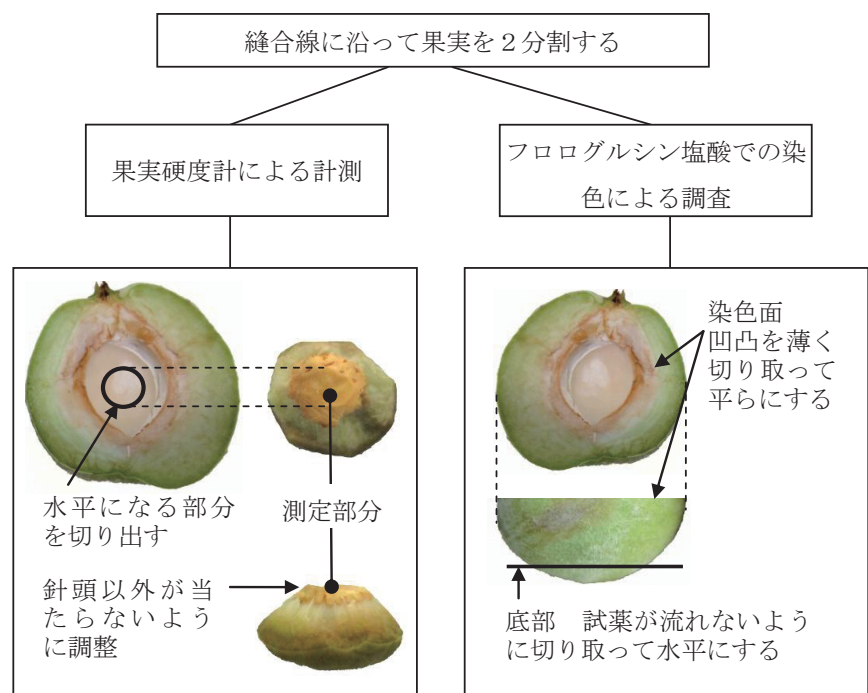 縫合線に沿って果実を２分割する
果実硬度計による計測
フロログルシン塩酸での染
色による調査
水平になる部分
を切り出す
測定部分
針頭以外が当
たらないよう
に調整
染色面
凹凸を薄く
切り取って
平らにする
底部　試薬が流れないよう
に切り取って水平にする